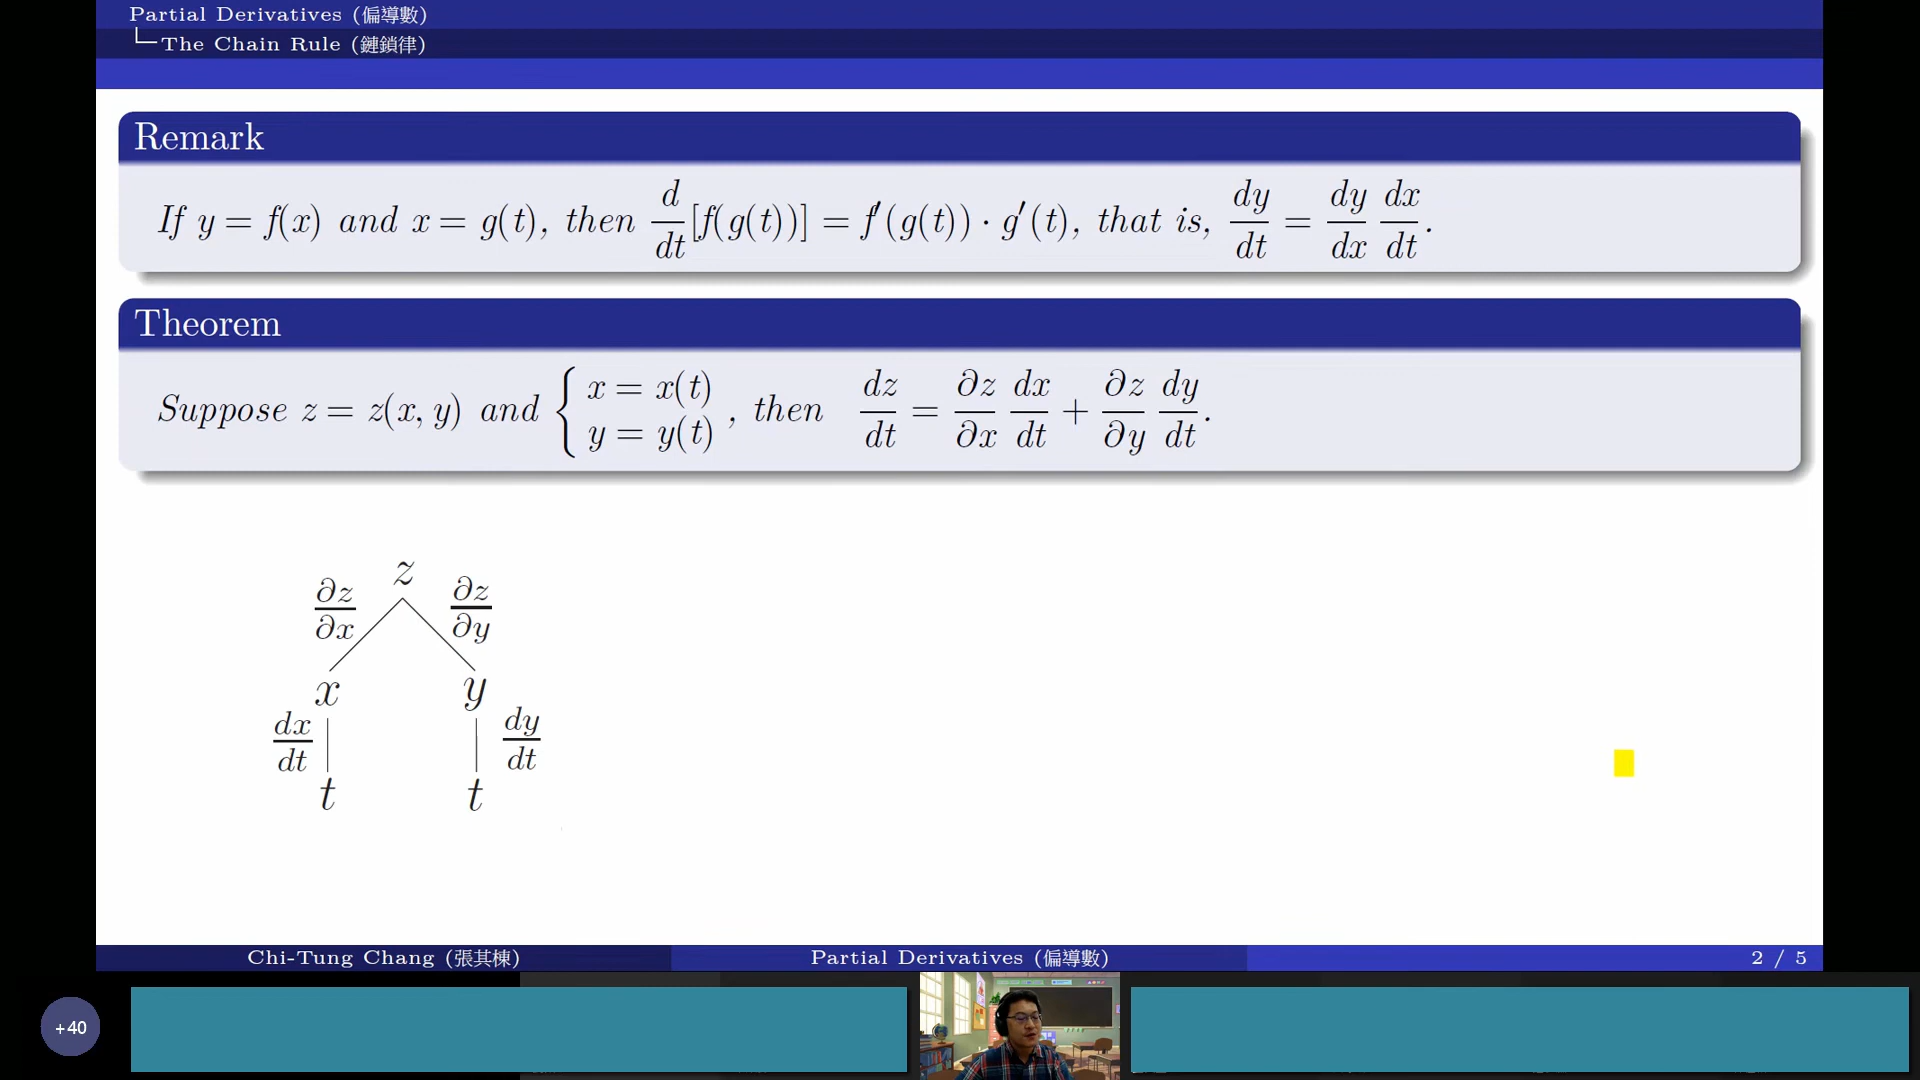 Partial Derivatives (偏導數)
The Chain Rule (鏈鎖律)
Remark
If y = f(x) and x = g(t), then d/dt[f(g(t))] = f′(g(t)) · g′(t), that is, dy/dt = dy/dx dx/dt.
Theorem
Suppose z = z(x, y) and { x = x(t) y = y(t) , then dz/dt = ∂z/∂x dx/dt + ∂z/∂y dy/dt.
z
∂z/∂x ∂z/∂y
x y
dx/dt dy/dt
t t
Chi-Tung Chang (張其棟) Partial Derivatives (偏導數) 2 / 5
+40